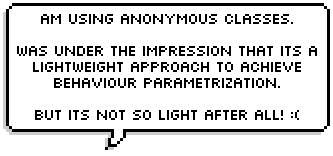 AM USING ANONYMOUS CLASSES.
WAS UNDER THE IMPRESSION THAT ITS A
LIGHTWEIGHT APPROACH TO ACHIEVE
BEHAVIOUR PARAMETRIZATION.
BUT ITS NOT SO LIGHT AFTER ALL! :(